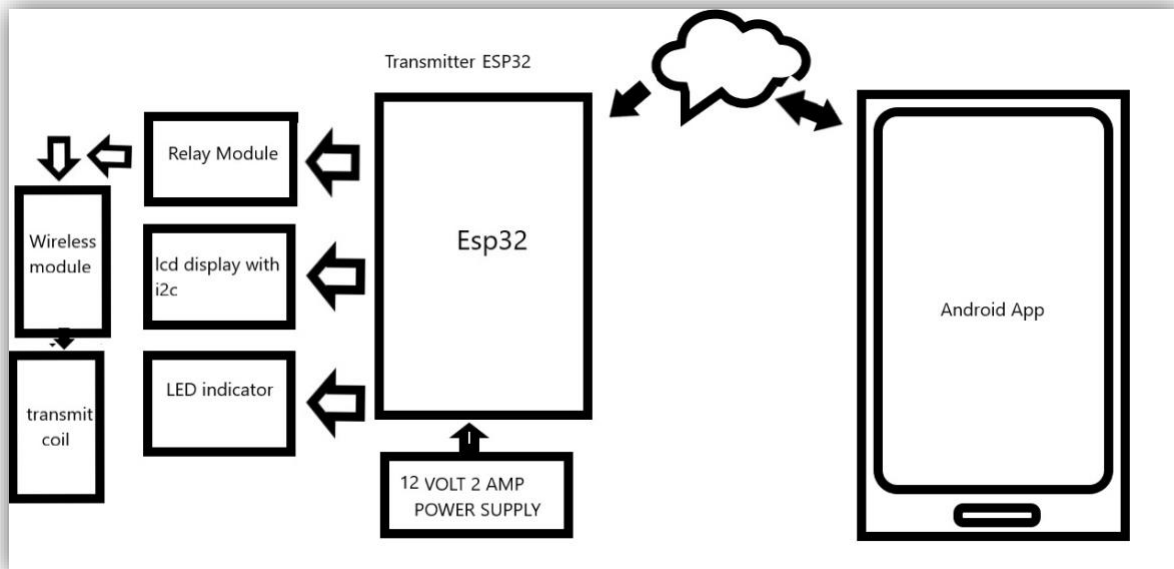 Transmitter ESP32
Relay Module
Wireless
module
lcd display with
i2c
Esp32
Android App
LED indicator
transmit
coil
12 VOLT 2 AMP
POWER SUPPLY